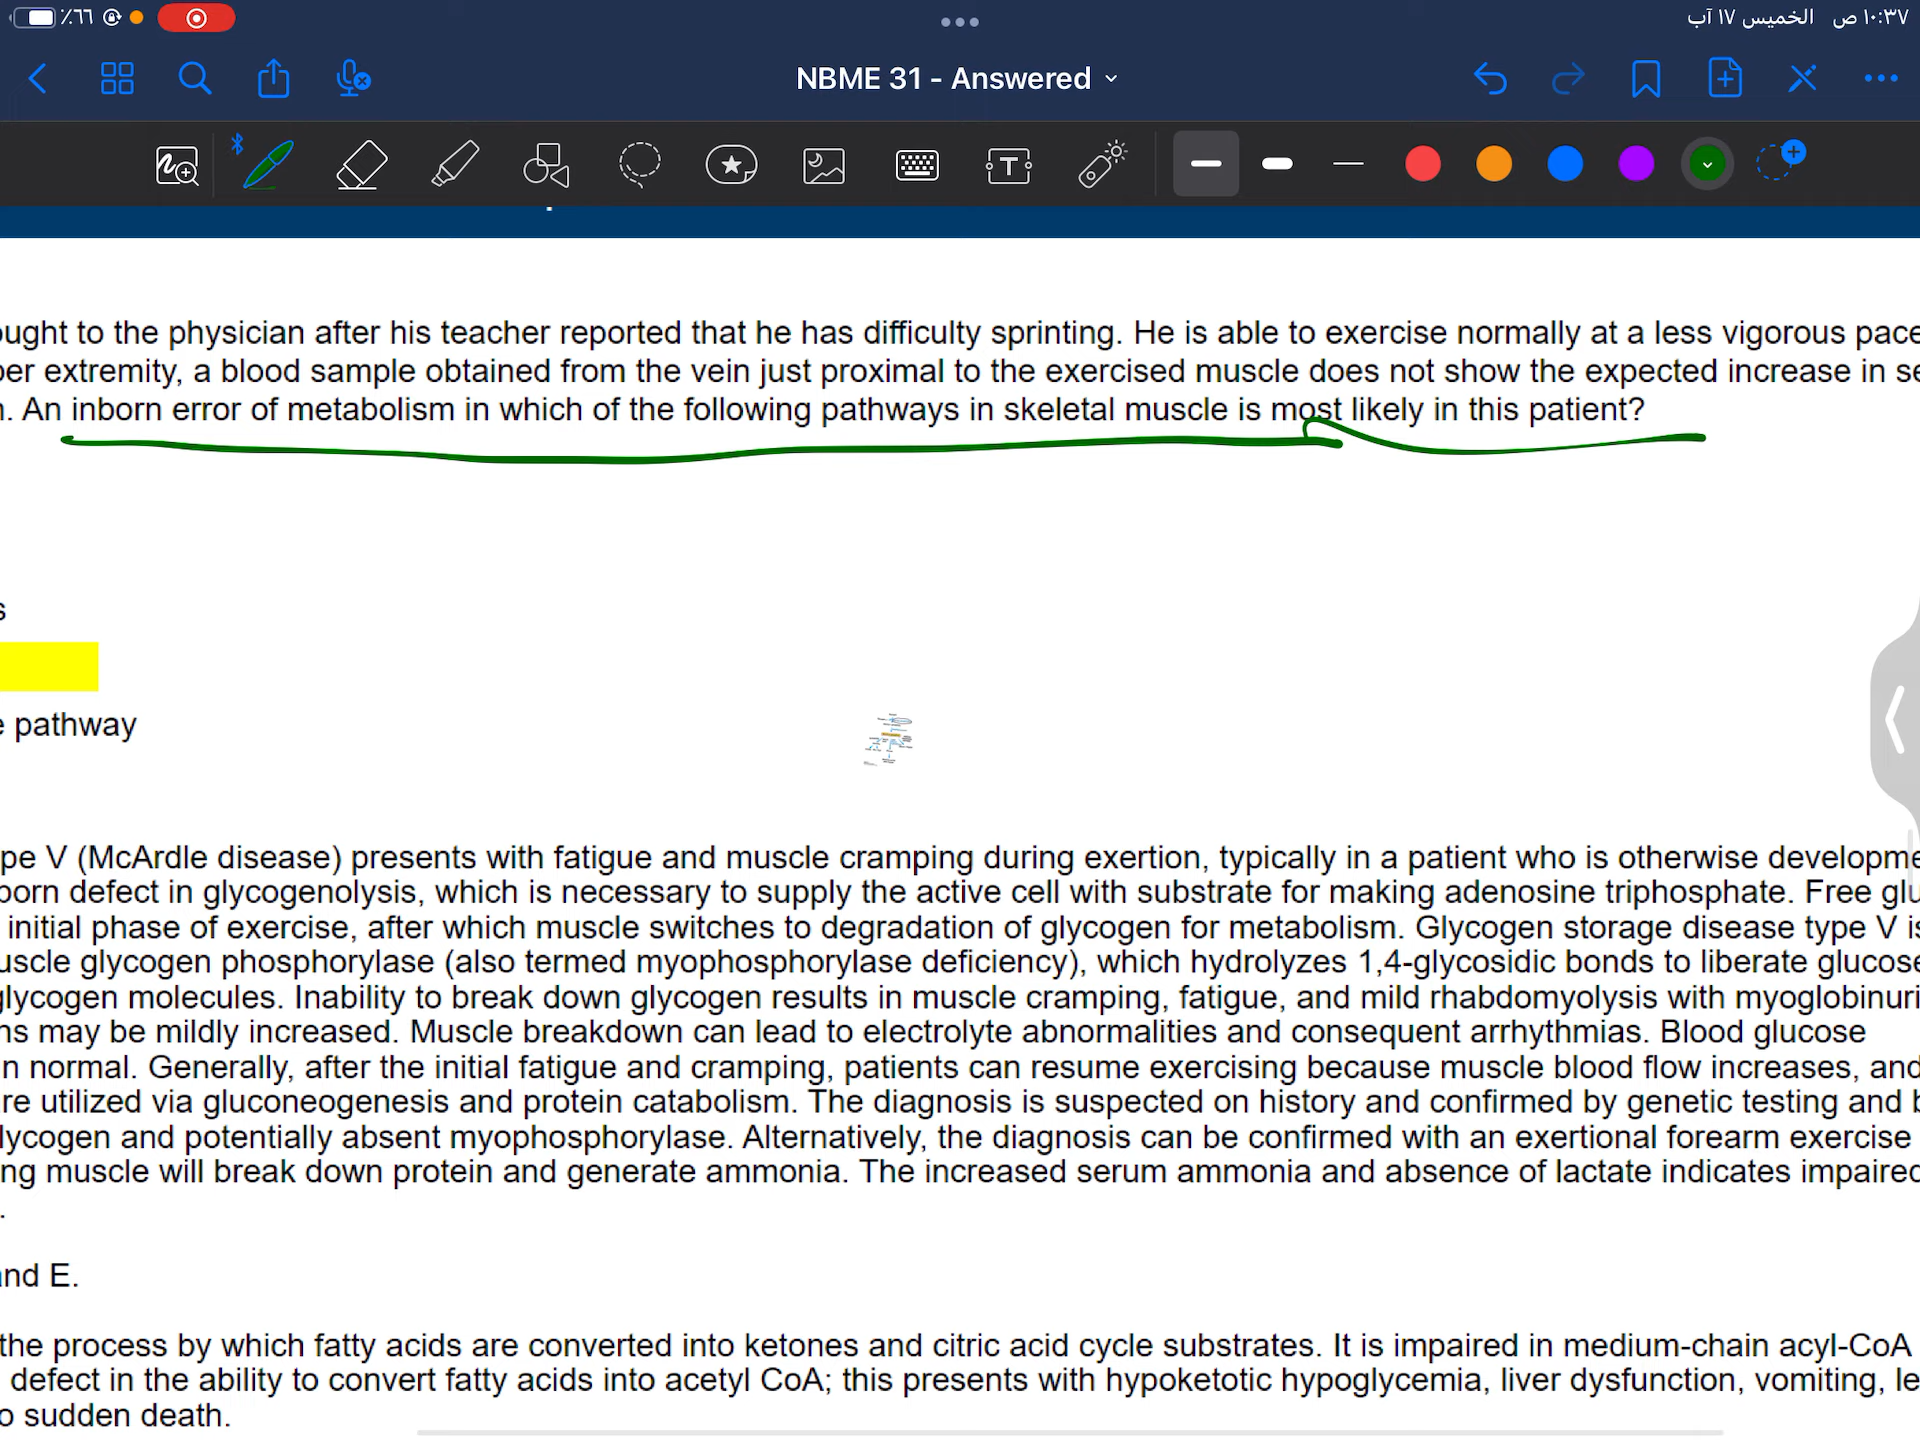 ٪٦٦
١٠:٣٧ ص الخميس ١٧ آب
NBME 31 - Answered
T
ught to the physician after his teacher reported that he has difficulty sprinting. He is able to exercise normally at a less vigorous pace
er extremity, a blood sample obtained from the vein just proximal to the exercised muscle does not show the expected increase in se
. An inborn error of metabolism in which of the following pathways in skeletal muscle is most likely in this patient?
s
e pathway
pe V (McArdle disease) presents with fatigue and muscle cramping during exertion, typically in a patient who is otherwise developme
born defect in glycogenolysis, which is necessary to supply the active cell with substrate for making adenosine triphosphate. Free glu
initial phase of exercise, after which muscle switches to degradation of glycogen for metabolism. Glycogen storage disease type V is
uscle glycogen phosphorylase (also termed myophosphorylase deficiency), which hydrolyzes 1,4-glycosidic bonds to liberate glucose
glycogen molecules. Inability to break down glycogen results in muscle cramping, fatigue, and mild rhabdomyolysis with myoglobinuri
ns may be mildly increased. Muscle breakdown can lead to electrolyte abnormalities and consequent arrhythmias. Blood glucose
n normal. Generally, after the initial fatigue and cramping, patients can resume exercising because muscle blood flow increases, and
re utilized via gluconeogenesis and protein catabolism. The diagnosis is suspected on history and confirmed by genetic testing and b
lycogen and potentially absent myophosphorylase. Alternatively, the diagnosis can be confirmed with an exertional forearm exercise
ng muscle will break down protein and generate ammonia. The increased serum ammonia and absence of lactate indicates impaired
.
and E.
the process by which fatty acids are converted into ketones and citric acid cycle substrates. It is impaired in medium-chain acyl-CoA
defect in the ability to convert fatty acids into acetyl CoA; this presents with hypoketotic hypoglycemia, liver dysfunction, vomiting, le
o sudden death.